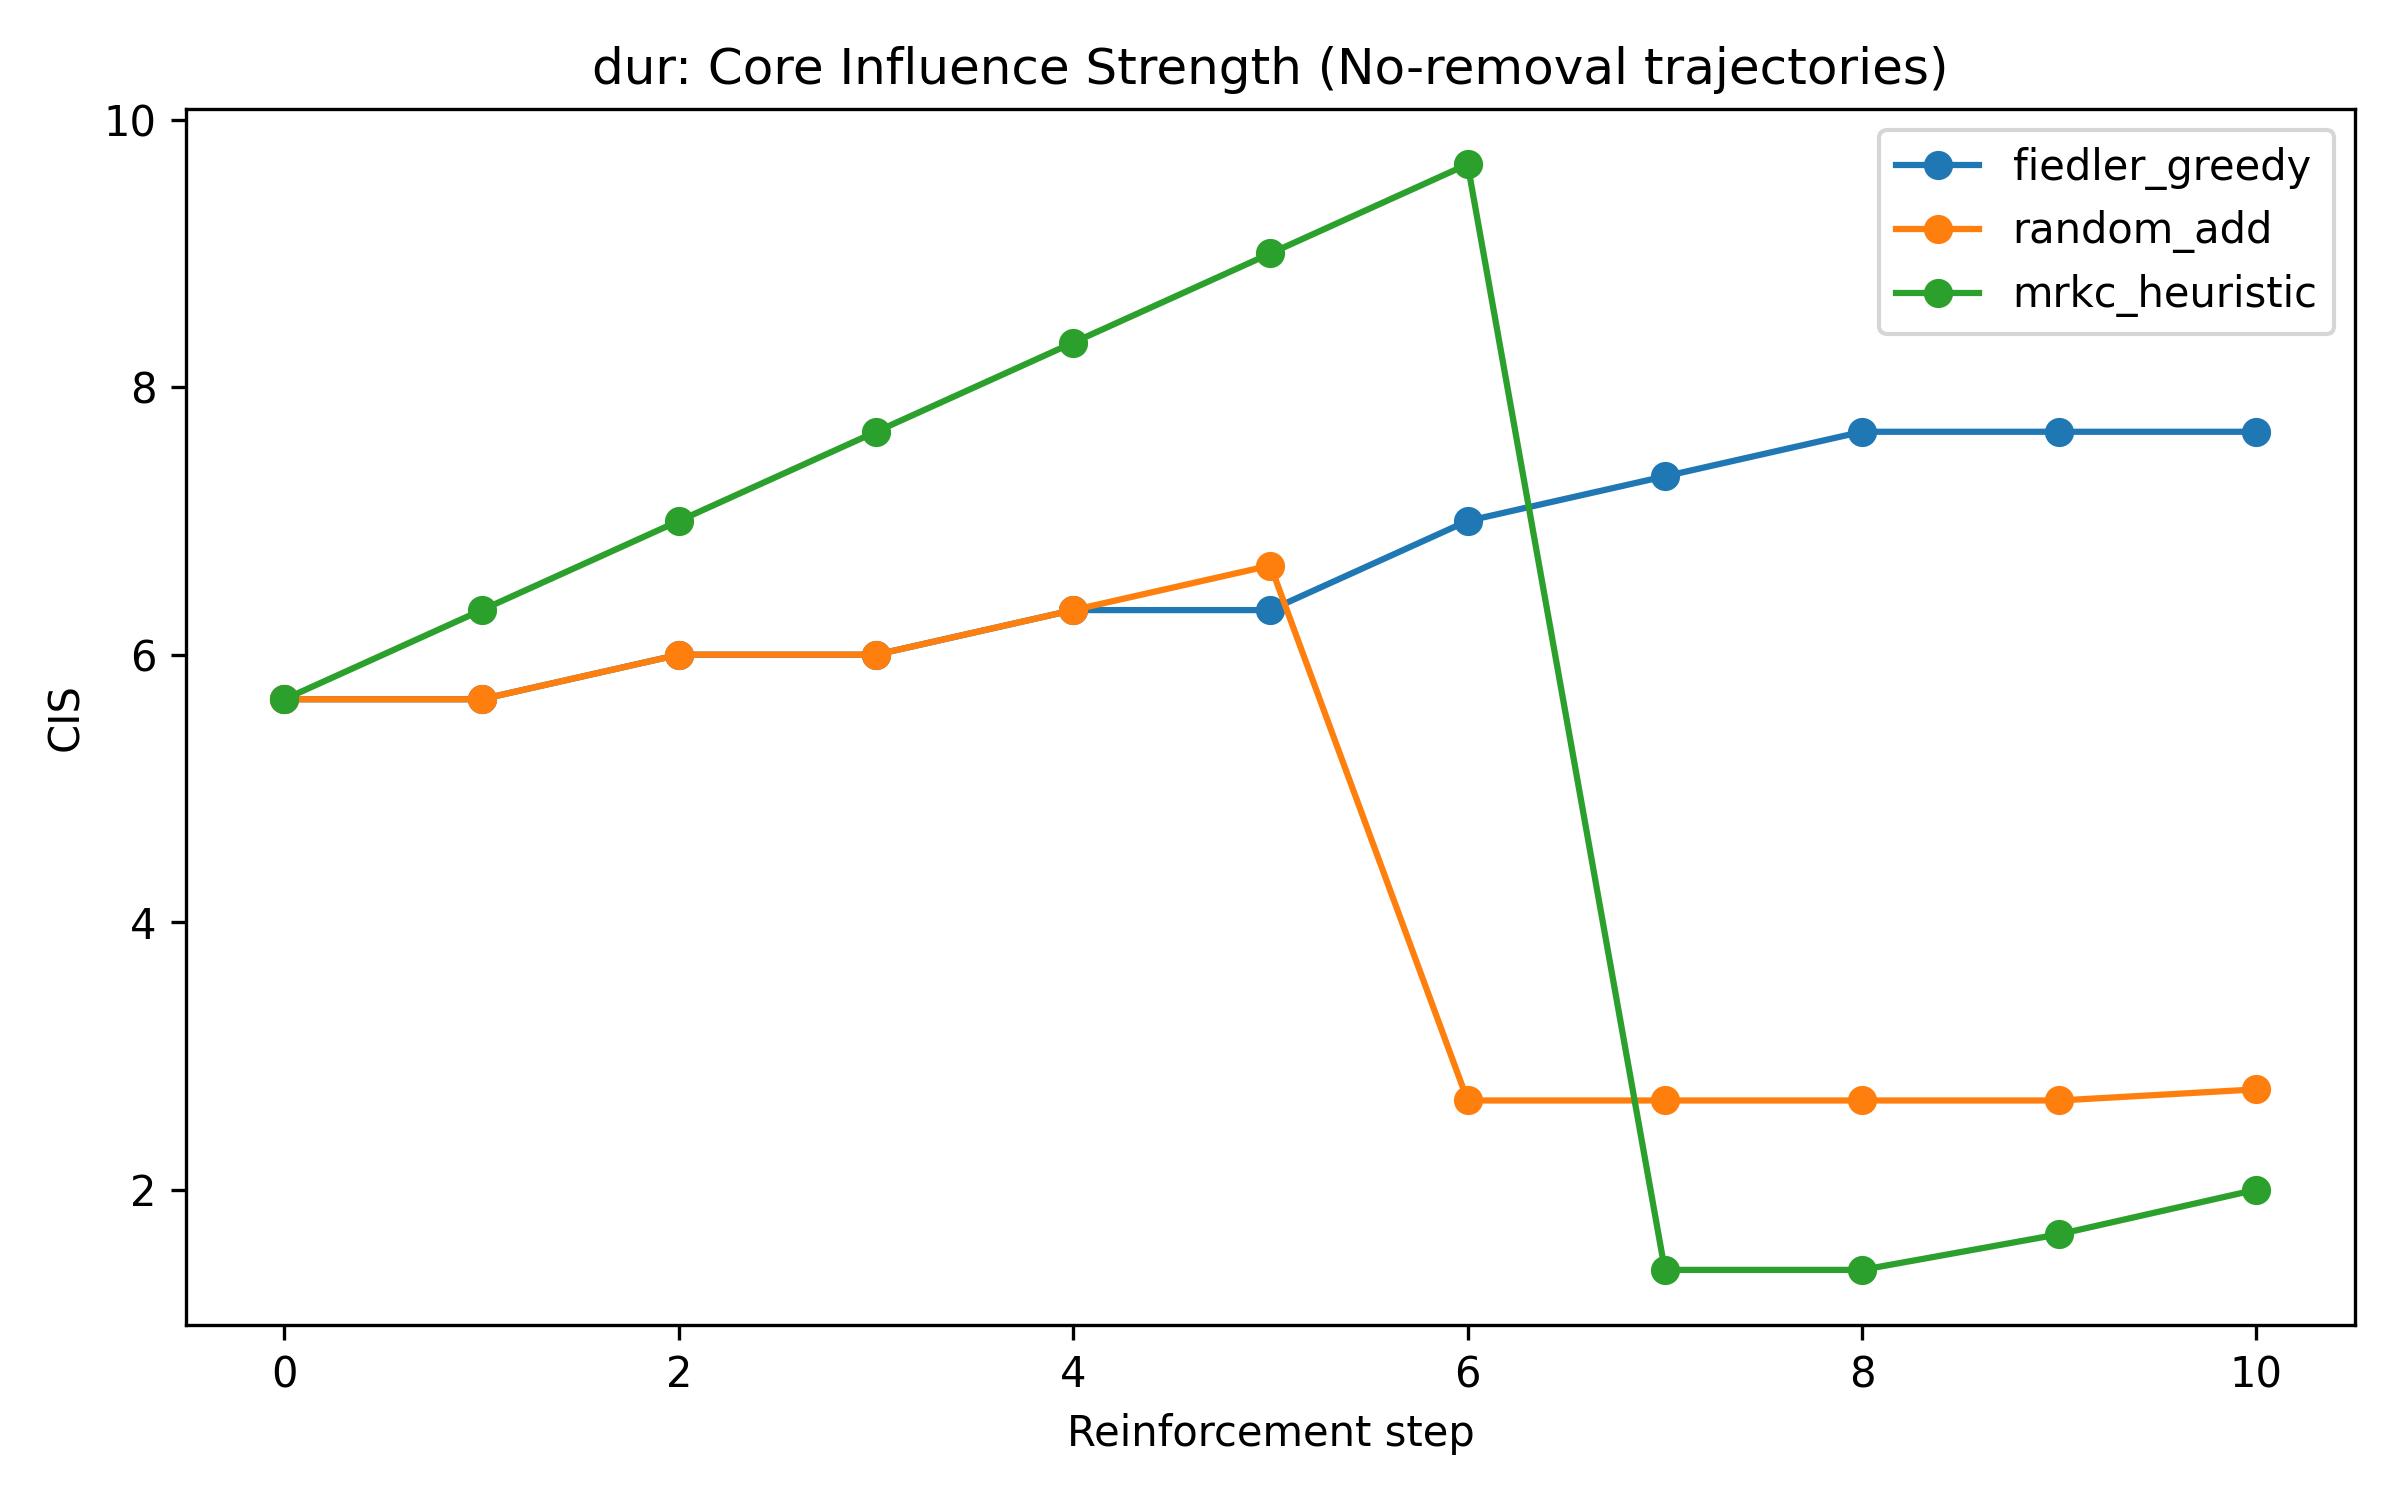 dur: Core Influence Strength (No-removal trajectories)
10
8
6
4
2
CIS
fiedler_greedy
random_add
mrkc_heuristic
0 2 4 6 8 10
Reinforcement step